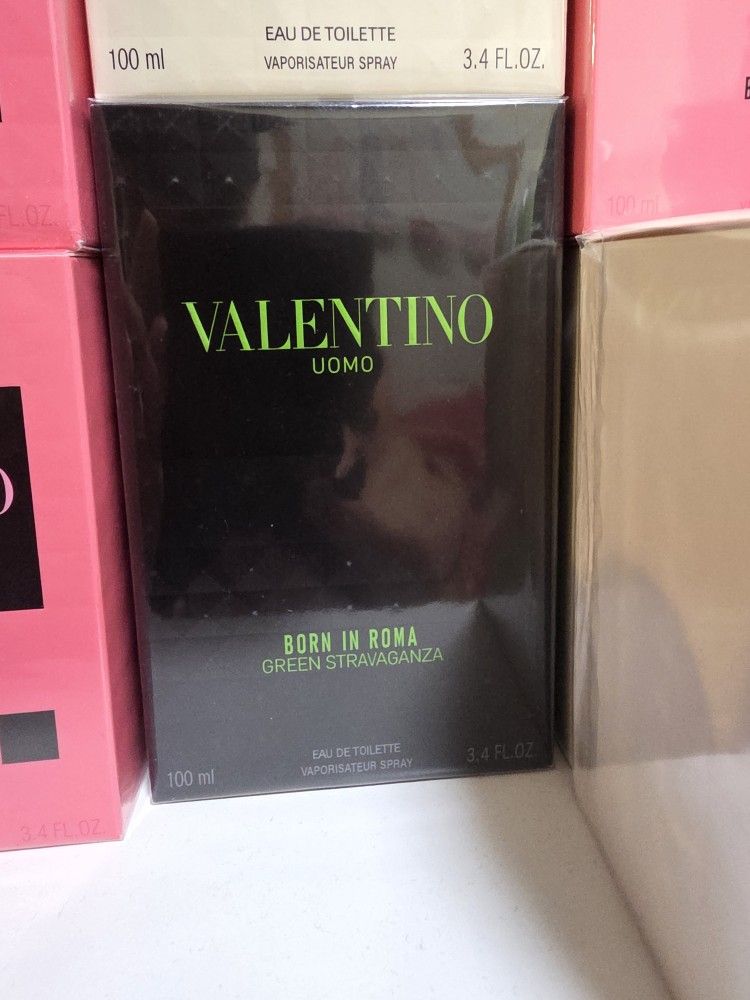 EAU DE TOILETTE
100 ml VAPORISATEUR SPRAY 3.4 FL.OZ.
FL.OZ.
100 ml
VALENTINO
UOMO
BORN IN ROMA
GREEN STRAVAGANZA
EAU DE TOILETTE
100 ml VAPORISATEUR SPRAY 3,4 FL.OZ.
3.4 FL.OZ.